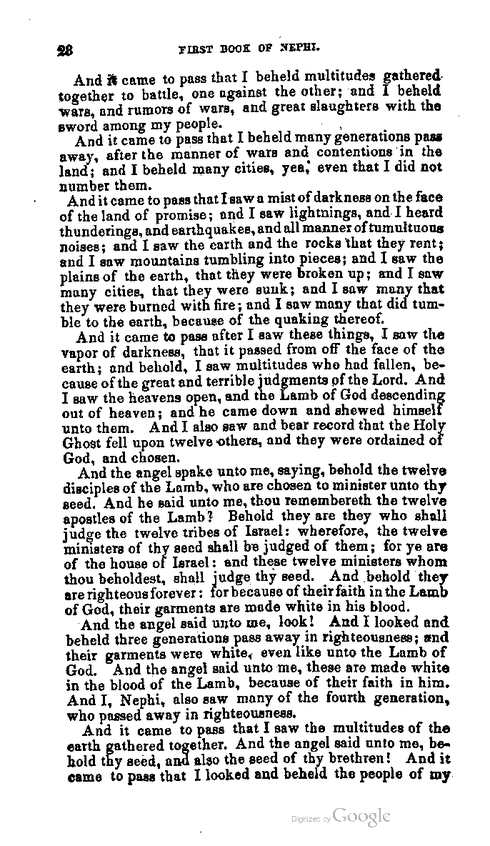 28 FIRST BOOK OF NEPHI.
And it came to pass that I beheld multitudes gathered
together to battle, one against the other; and I beheld
wars, and rumors of wars, and great slaughters with the
sword among my people.
And it came to pass that I beheld many generations pass
away, after the manner of wars and contentions in the
land; and I beheld many cities, yea, even that I did not
number them.
And it came to pass that I saw a mist of darkness on the face
of the land of promise; and I saw lightnings, and I heard
thunderings, and earthquakes, and all manner of tumultuous
noises; and I saw the earth and the rocks that they rent;
and I saw mountains tumbling into pieces; and I saw the
plains of the earth, that they were broken up; and I saw
many cities, that they were sunk; and I saw many that
they were burned with fire; and I saw many that did tum-
ble to the earth, because of the quaking thereof.
And it came to pass after I saw these things, I saw the
vapor of darkness, that it passed from off the face of the
earth; and behold, I saw multitudes who had fallen, be-
cause of the great and terrible judgments of the Lord. And
I saw the heavens open, and the Lamb of God descending
out of heaven; and he came down and shewed himself
unto them. And I also saw and bear record that the Holy
Ghost fell upon twelve others, and they were ordained of
God, and chosen.
And the angel spake unto me, saying, behold the twelve
disciples of the Lamb, who are chosen to minister unto thy
seed. And he said unto me, thou remembereth the twelve
apostles of the Lamb? Behold they are they who shall
judge the twelve tribes of Israel: wherefore, the twelve
ministers of thy seed shall be judged of them; for ye are
of the house of Israel: and these twelve ministers whom
thou beholdest, shall judge thy seed. And behold they
are righteous forever: for because of their faith in the Lamb
of God, their garments are made white in his blood.
And the angel said unto me, look! And I looked and
beheld three generations pass away in righteousness; and
their garments were white, even like unto the Lamb of
God. And the angel said unto me, these are made white
in the blood of the Lamb, because of their faith in him.
And I, Nephi, also saw many of the fourth generation,
who passed away in righteousness.
And it came to pass that I saw the multitudes of the
earth gathered together. And the angel said unto me, be-
hold thy seed, and also the seed of thy brethren! And it
came to pass that I looked and beheld the people of my
Digitized by Google